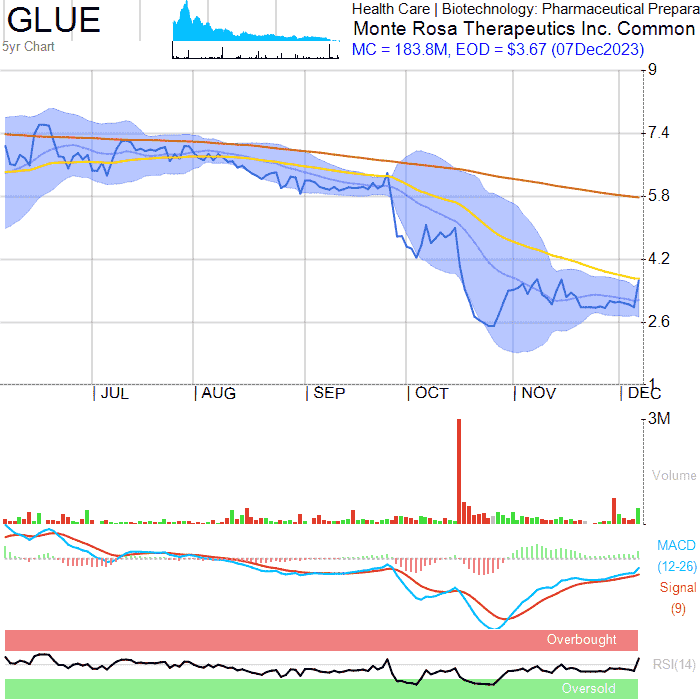 GLUE
5yr Chart
Health Care | Biotechnology: Pharmaceutical Prepara
Monte Rosa Therapeutics Inc. Common
MC = 183.8M, EOD = $3.67 (07Dec2023)
9
7.4
5.8
4.2
2.6
1
JUL AUG SEP OCT NOV DEC
3M
Volume
MACD
(12-26)
Signal
(9)
Overbought
RSI(14)
Oversold